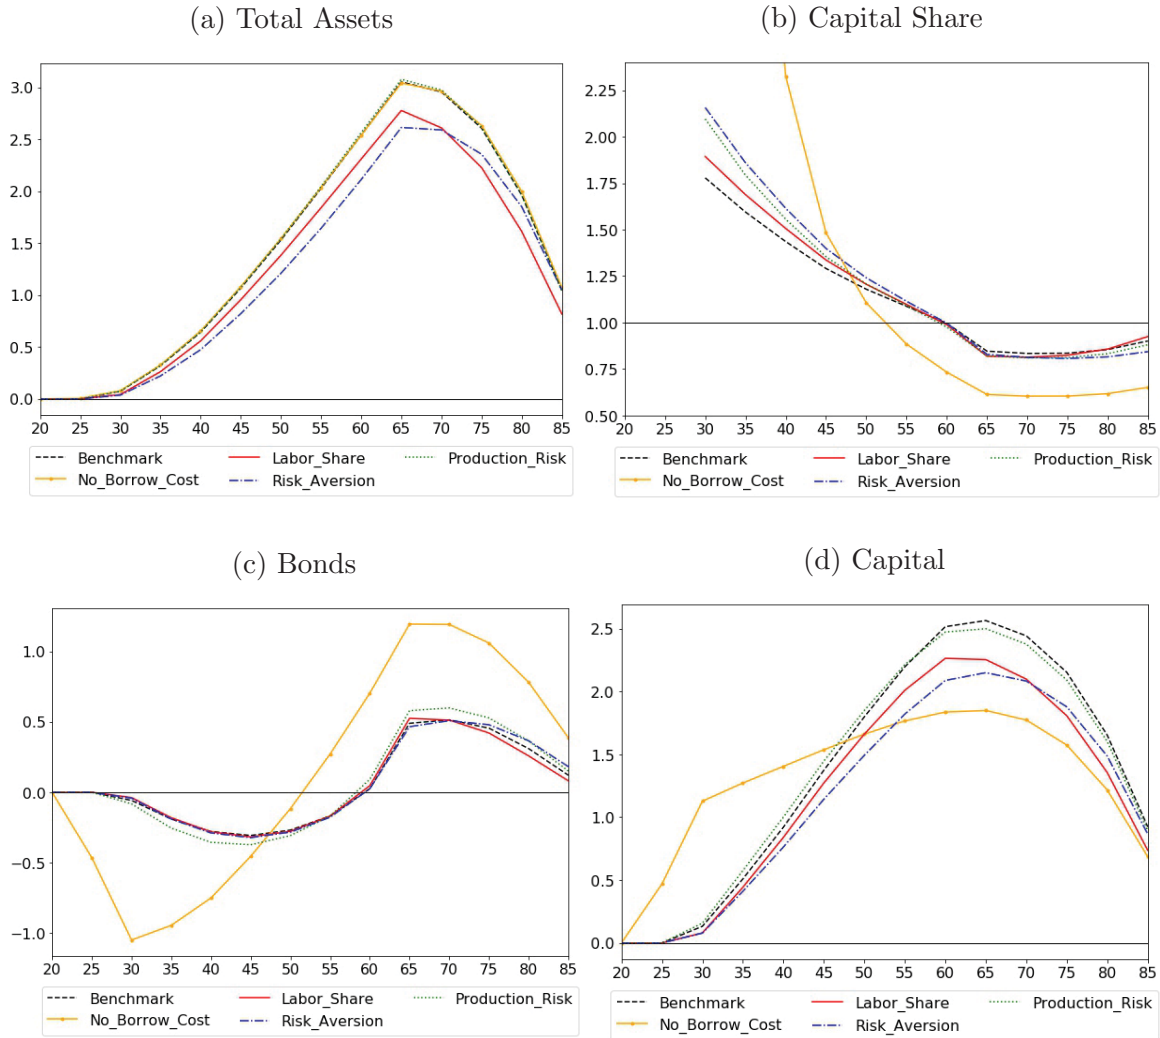 (a) Total Assets
(b) Capital Share
3.0
2.5
2.0
1.5
1.0
0.5
0.0
20 25 30 35 40 45 50 55 60 65 70 75 80 85
Benchmark Labor_Share Production_Risk
No_Borrow_Cost Risk_Aversion
2.25
2.00
1.75
1.50
1.25
1.00
0.75
0.50
20 25 30 35 40 45 50 55 60 65 70 75 80 85
Benchmark Labor_Share Production_Risk
No_Borrow_Cost Risk_Aversion
(c) Bonds
(d) Capital
1.0
0.5
0.0
−0.5
−1.0
20 25 30 35 40 45 50 55 60 65 70 75 80 85
Benchmark Labor_Share Production_Risk
No_Borrow_Cost Risk_Aversion
2.5
2.0
1.5
1.0
0.5
0.0
20 25 30 35 40 45 50 55 60 65 70 75 80 85
Benchmark Labor_Share Production_Risk
No_Borrow_Cost Risk_Aversion